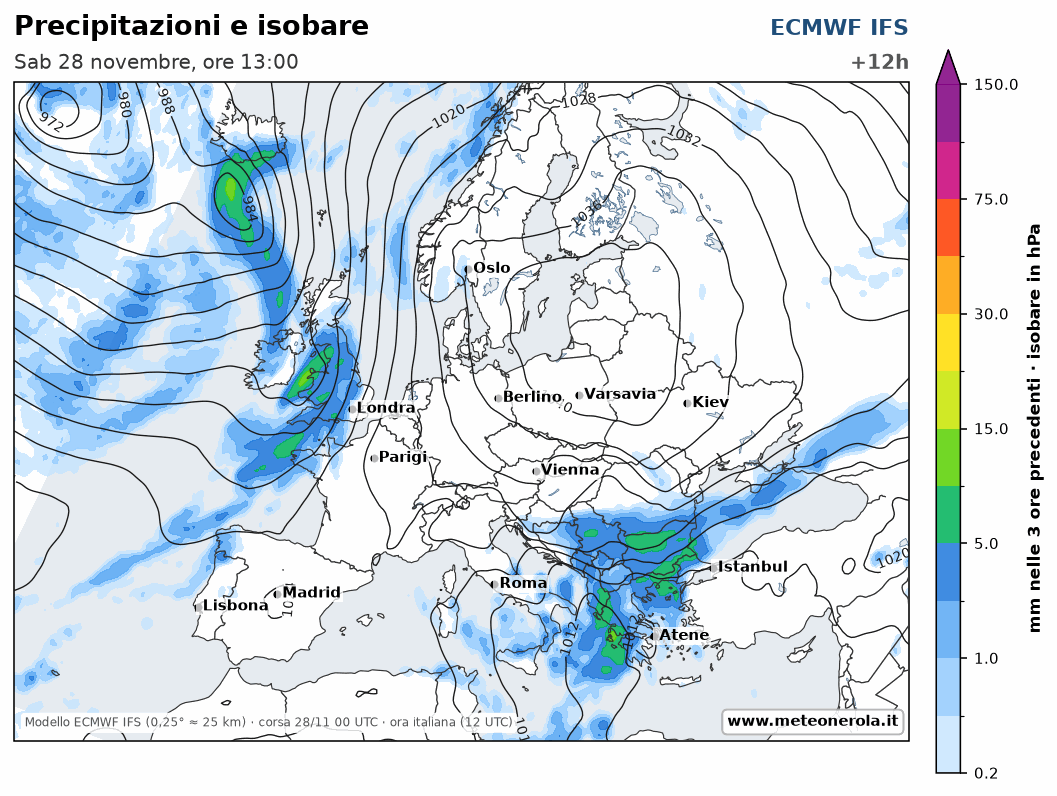 Precipitazioni e isobare
ECMWF IFS
Sab 28 novembre, ore 13:00
+12h
972
980
988
1020
1028
1032
984
1036
Oslo
Berlino
Varsavia
Kiev
Londra
Parigi
Vienna
Istanbul
1020
Roma
Madrid
Lisbona
1012
1012
Atene
Modello ECMWF IFS (0,25° ≈ 25 km) · corsa 28/11 00 UTC · ora italiana (12 UTC)
www.meteonerola.it
150.0
75.0
30.0
15.0
5.0
1.0
0.2
mm nelle 3 ore precedenti · isobare in hPa